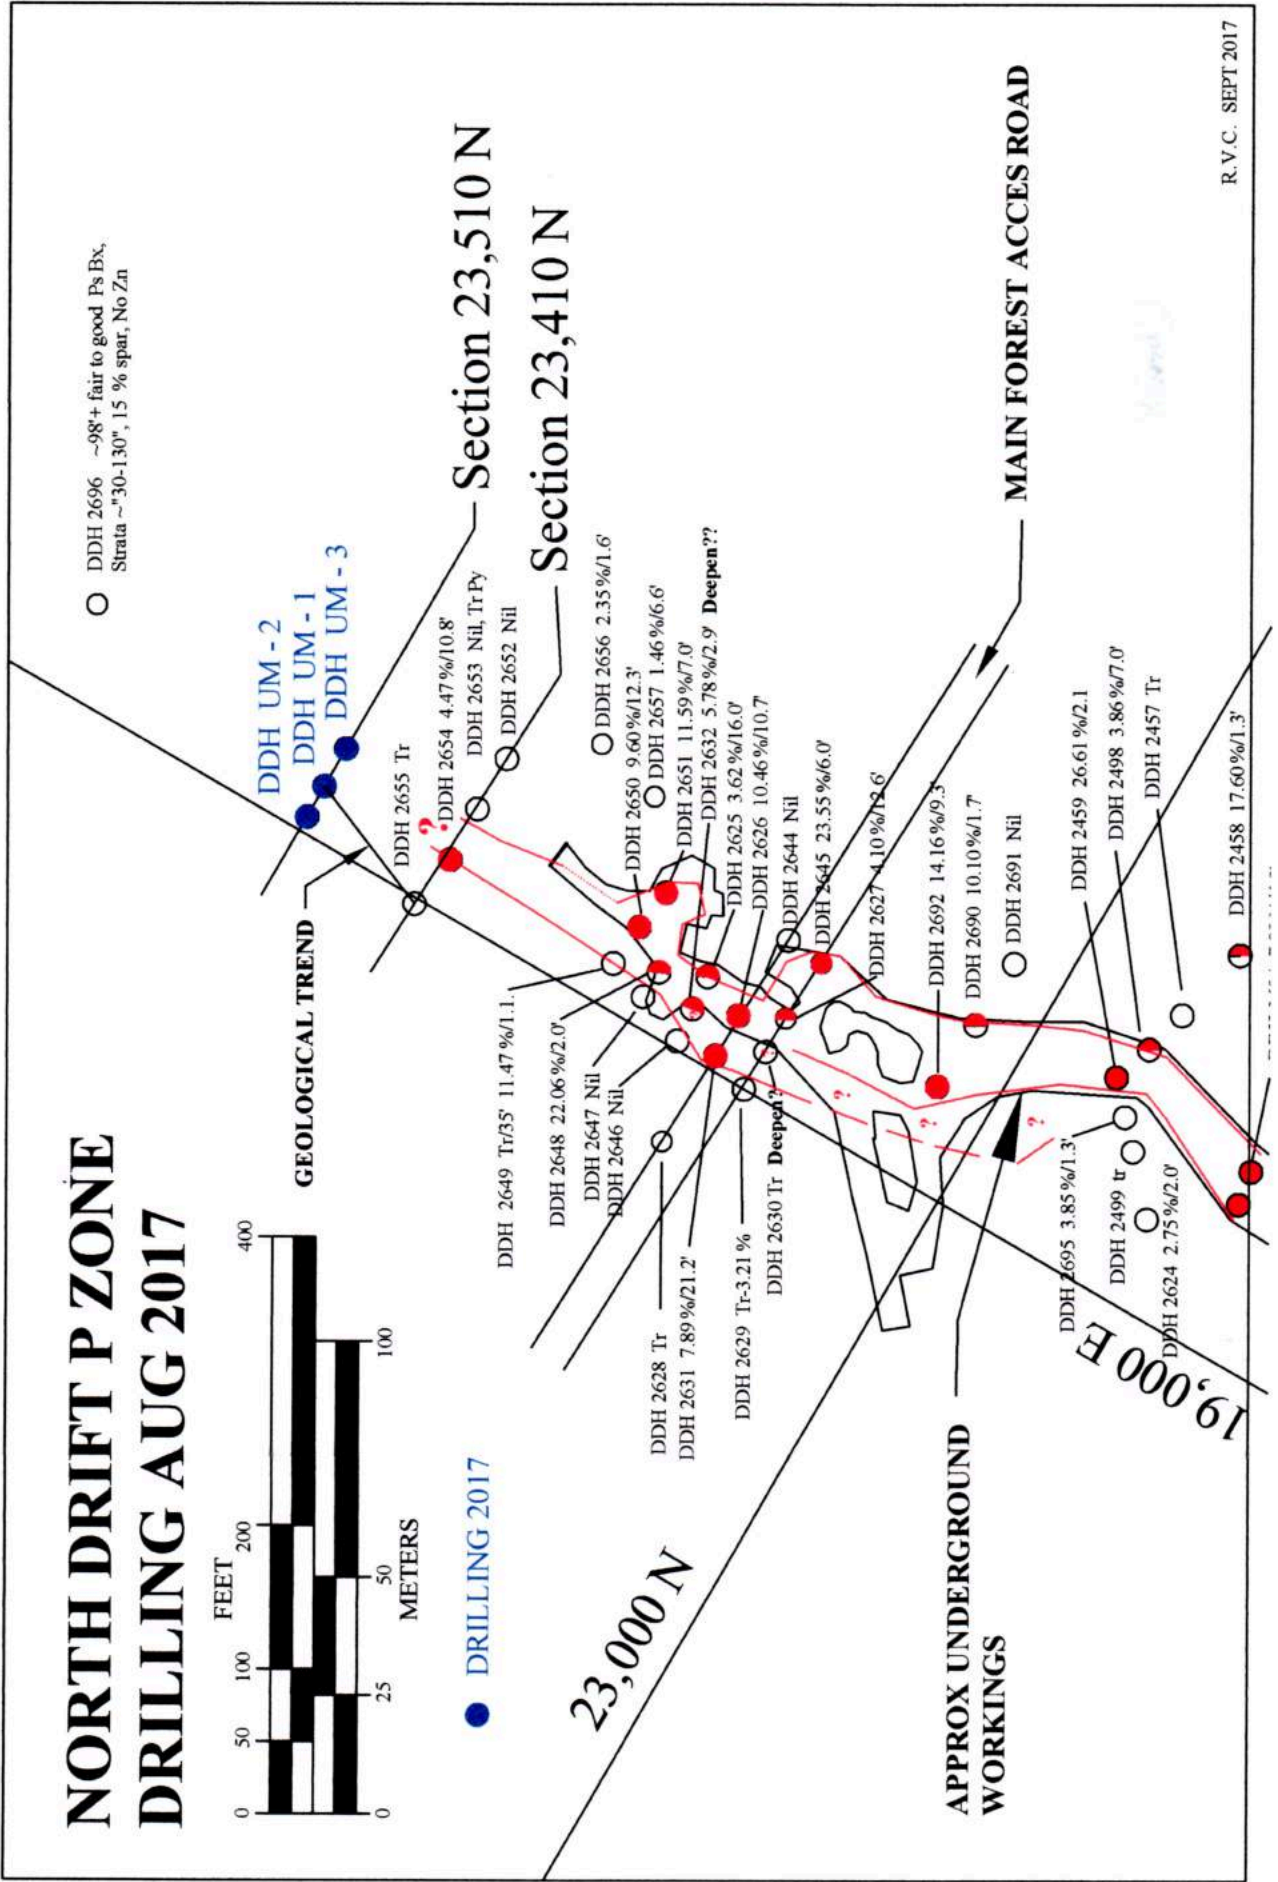 NORTH DRIFT P ZONE
DRILLING AUG 2017
FEET
0 50 100 200 400
0 25 50 100
METERS
DRILLING 2017
GEOLOGICAL TREND
DDH UM - 2
DDH UM - 1
DDH UM - 3
DDH 2696 ~98'+ fair to good Ps Bx,
Strata ~"30-130", 15 % spar, No Zn
Section 23,510 N
Section 23,410 N
DDH 2655 Tr
?
DDH 2654 4.47%/10.8'
DDH 2653 Nil, Tr Py
DDH 2652 Nil
DDH 2656 2.35%/1.6'
DDH 2650 9.60%/12.3'
DDH 2657 1.46%/6.6'
DDH 2651 11.59%/7.0'
DDH 2632 5.78%/2.9' Deepen??
DDH 2625 3.62%/16.0'
DDH 2626 10.46%/10.7'
DDH 2644 Nil
DDH 2645 23.55%/6.0'
DDH 2627 4.10%/12.6'
DDH 2692 14.16%/9.3'
DDH 2690 10.10%/1.7'
DDH 2691 Nil
DDH 2459 26.61%/2.1
DDH 2498 3.86%/7.0'
DDH 2457 Tr
DDH 2458 17.60%/1.3'
DDH 2649 Tr/35' 11.47%/1.1.
DDH 2648 22.06%/2.0'
DDH 2647 Nil
DDH 2646 Nil
DDH 2628 Tr
DDH 2631 7.89%/21.2'
DDH 2629 Tr-3.21%
DDH 2630 Tr Deepen?
?
?
?
?
?
DDH 2695 3.85%/1.3'
DDH 2499 tr
DDH 2624 2.75%/2.0'
23,000 N
19,000 E
APPROX UNDERGROUND
WORKINGS
MAIN FOREST ACCES ROAD
R.V.C. SEPT 2017